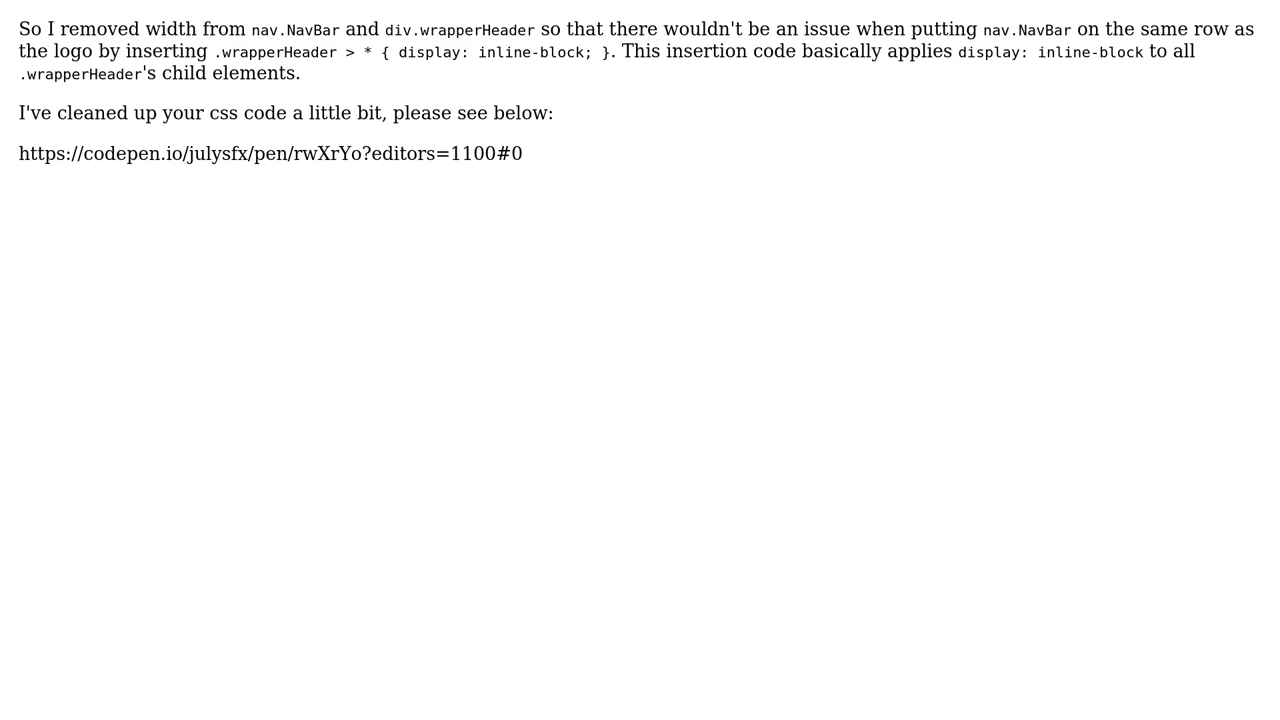 So I removed width from nav.NavBar and div.wrapperHeader so that there wouldn't be an issue when putting nav.NavBar on the same row as
the logo by inserting .wrapperHeader > * { display: inline-block; }. This insertion code basically applies display: inline-block to all
.wrapperHeader's child elements.
I've cleaned up your css code a little bit, please see below:
https://codepen.io/julysfx/pen/rwXrYo?editors=1100#0